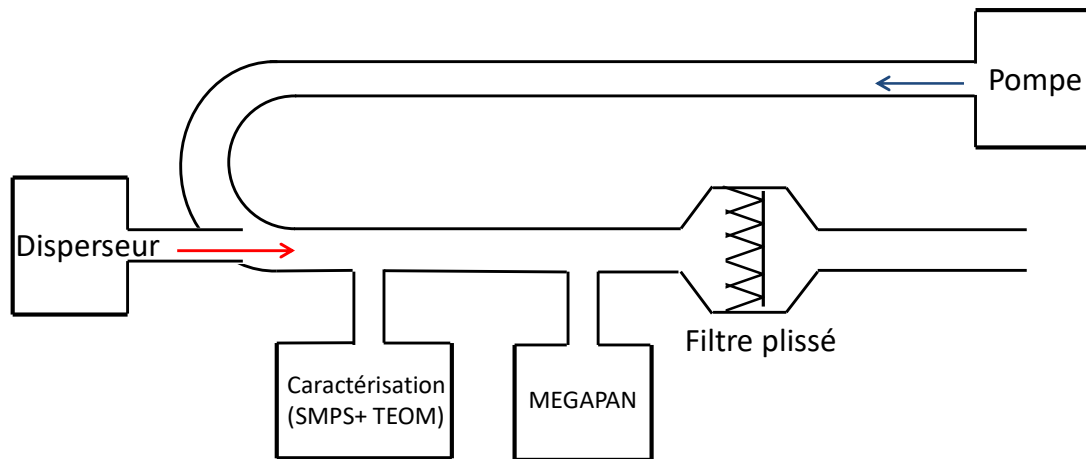 Pompe
Disperseur
Filtre plissé
Caractérisation
(SMPS+ TEOM)
MEGAPAN